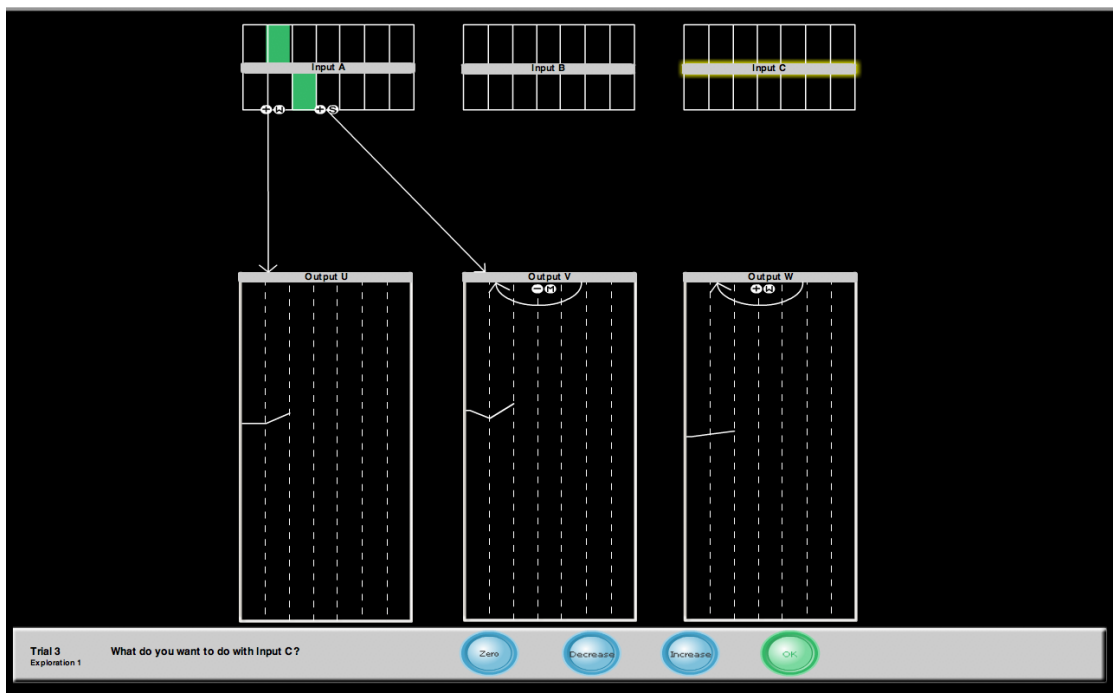 Input A
Input B
Input C
+ W
+ S
Output U
Output V
Output W
− M
+ W
Trial 3
Exploration 1
What do you want to do with Input C?
Zero
Decrease
Increase
OK